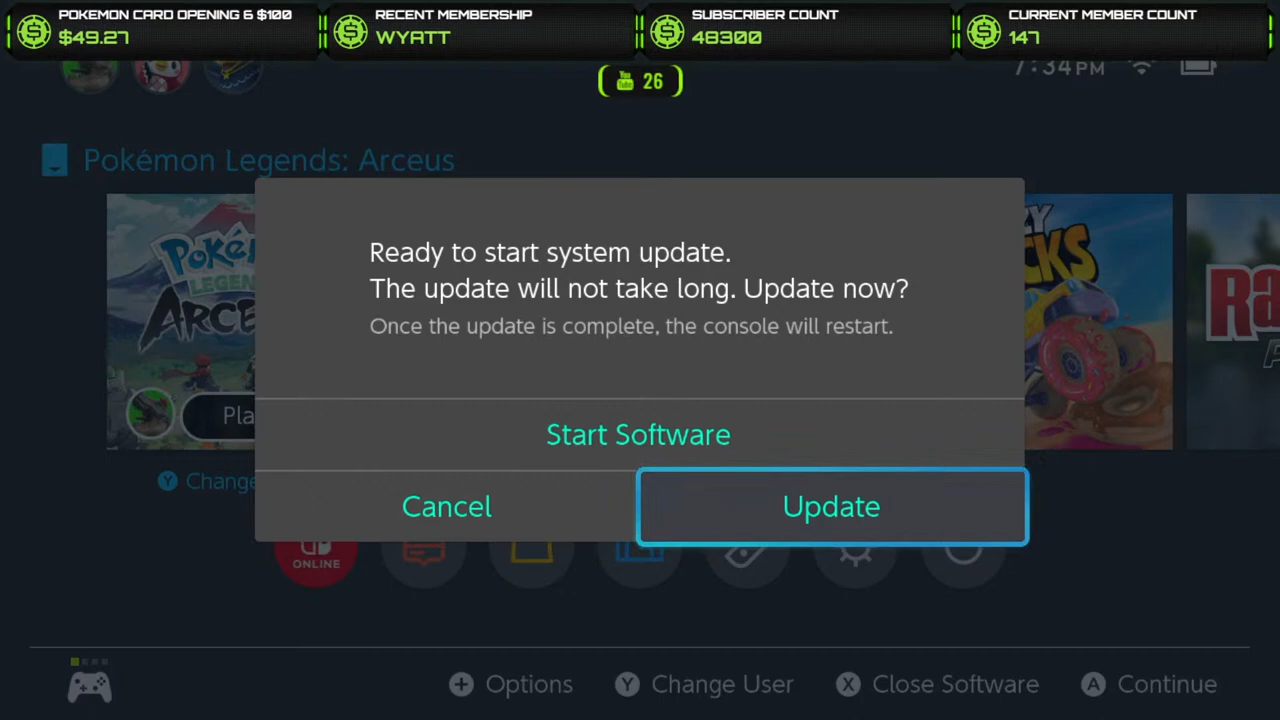 POKEMON CARD OPENING & $100
$49.27
RECENT MEMBERSHIP
WYATT
SUBSCRIBER COUNT
48300
CURRENT MEMBER COUNT
147
You Tube 26
7:34 PM
Pokémon Legends: Arceus
Ready to start system update.
The update will not take long. Update now?
Once the update is complete, the console will restart.
Start Software
Cancel
Update
ONLINE
Options
Y Change User
X Close Software
A Continue